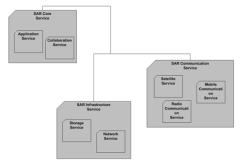 SAR Core
Service
Application
Service
Collaboration
Service
SAR Communication
Service
Satellite
Service
Mobile
Communicati
on
Service
Radio
Communicati
on
Service
SAR Infrastructure
Service
Storage
Service
Network
Service